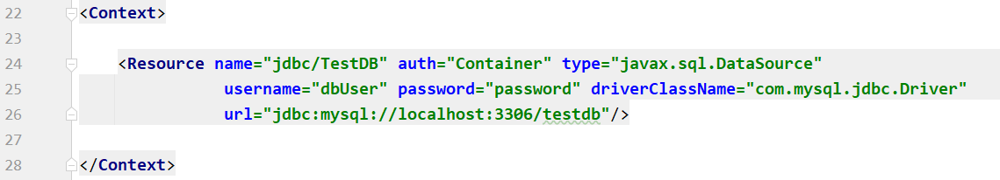 22 <Context>
23
24 <Resource name="jdbc/TestDB" auth="Container" type="javax.sql.DataSource"
25 username="dbUser" password="password" driverClassName="com.mysql.jdbc.Driver"
26 url="jdbc:mysql://localhost:3306/testdb"/>
27
28 </Context>